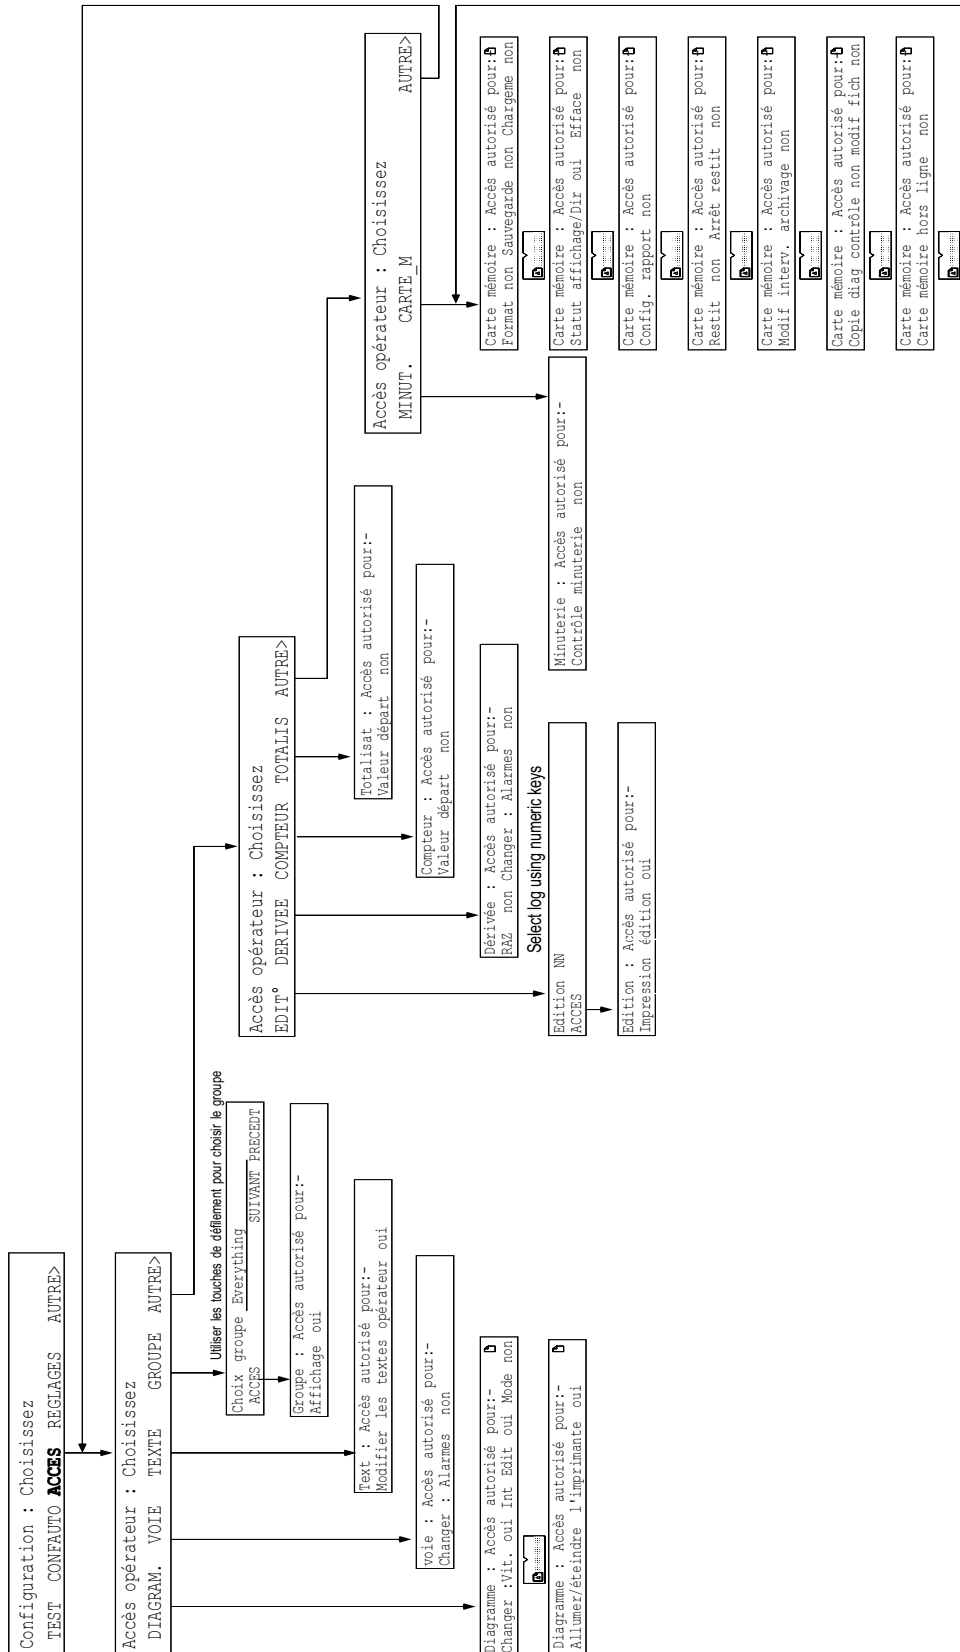 Configuration : Choisissez
TEST CONFAUTO ACCES REGLAGES AUTRE>
Accès opérateur : Choisissez
DIAGRAM. VOIE TEXTE GROUPE AUTRE>
Utiliser les touches de défilement pour choisir le groupe
Choix groupe Everything
ACCES SUIVANT PRECEDT
Groupe : Accès autorisé pour:-
Affichage oui
Text : Accès autorisé pour:-
Modifier les textes opérateur oui
voie : Accès autorisé pour:-
Changer : Alarmes non
Diagramme : Accès autorisé pour:-
Changer :Vit. oui Int Edit oui Mode non
Diagramme : Accès autorisé pour:-
Allumer/éteindre l'imprimante oui
Accès opérateur : Choisissez
EDIT° DERIVEE COMPTEUR TOTALIS AUTRE>
Totalisat : Accès autorisé pour:-
Valeur départ non
Compteur : Accès autorisé pour:-
Valeur départ non
Dérivée : Accès autorisé pour:-
RAZ non Changer : Alarmes non
Select log using numeric keys
Edition NN
ACCES
Edition : Accès autorisé pour:-
Impression édition oui
Accès opérateur : Choisissez
MINUT. CARTE_M AUTRE>
Minuterie : Accès autorisé pour:-
Contrôle minuterie non
Carte mémoire : Accès autorisé pour:
Format non Sauvegarde non Chargeme non
Carte mémoire : Accès autorisé pour:
Statut affichage/Dir oui Efface non
Carte mémoire : Accès autorisé pour:
Config. rapport non
Carte mémoire : Accès autorisé pour:
Restit non Arrêt restit non
Carte mémoire : Accès autorisé pour:
Modif interv. archivage non
Carte mémoire : Accès autorisé pour:
Copie diag contrôle non modif fich non
Carte mémoire : Accès autorisé pour:
Carte mémoire hors ligne non